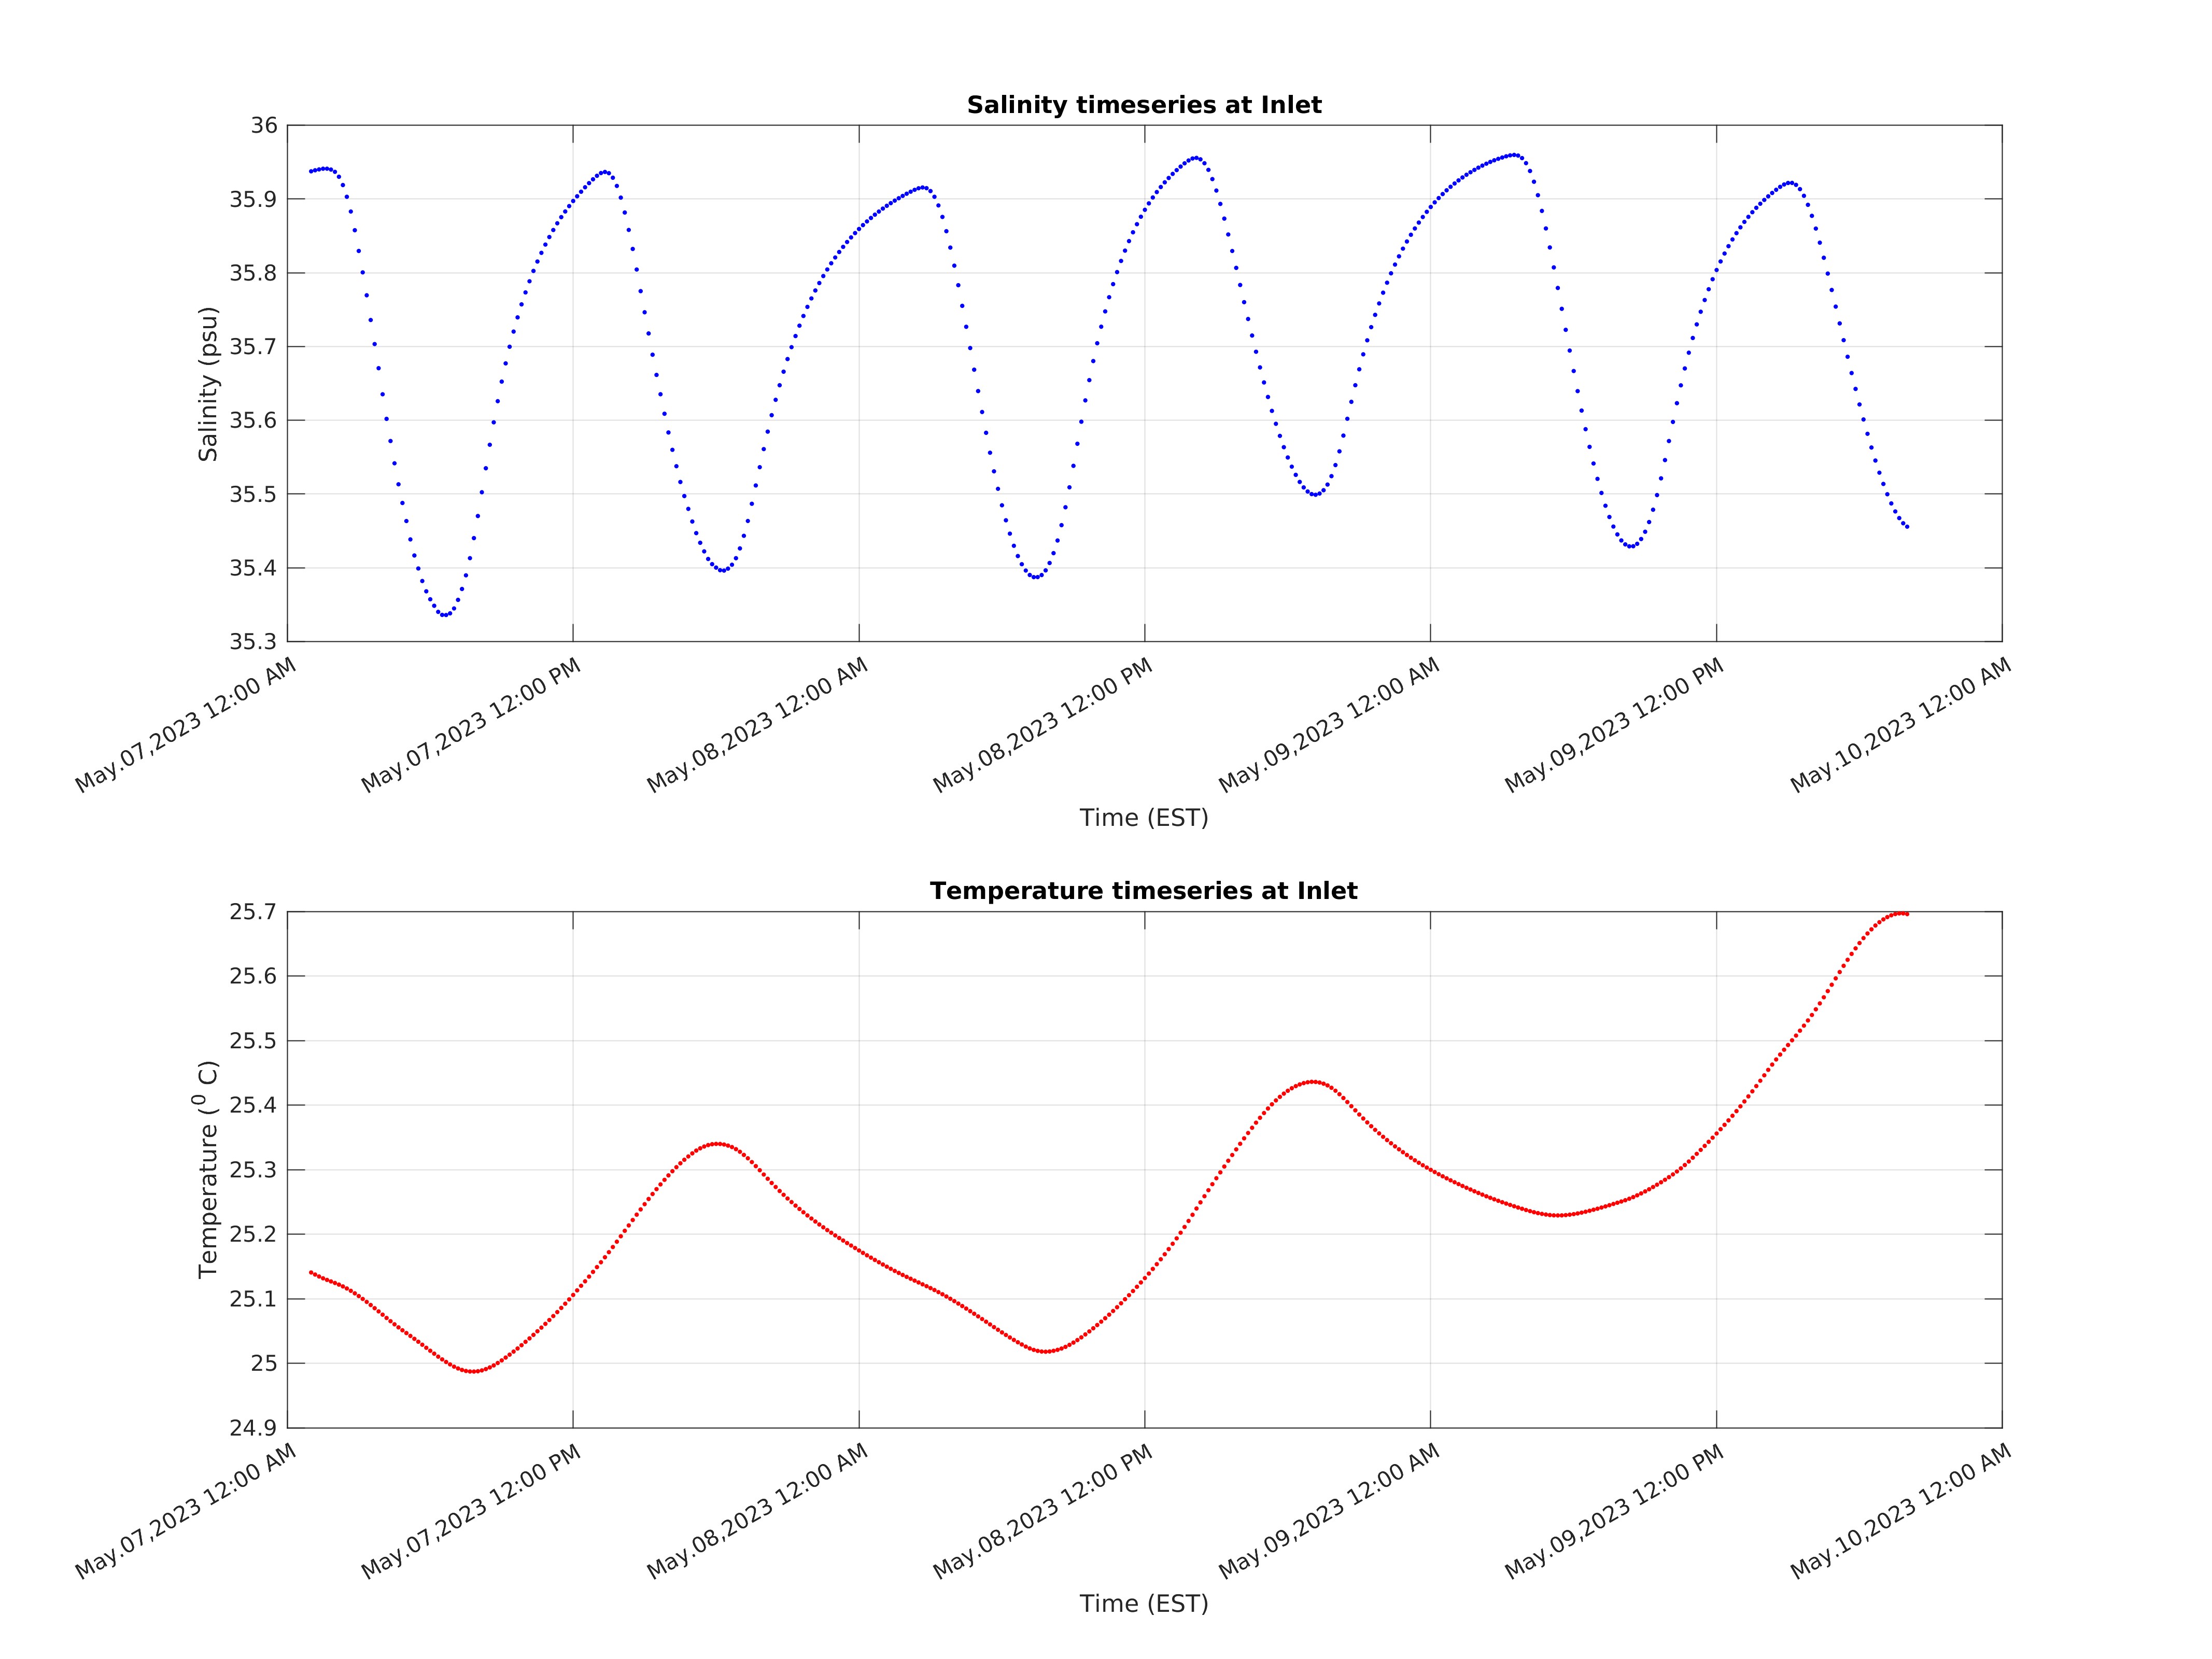 Salinity timeseries at Inlet
36
35.9
35.8
35.7
35.6
35.5
35.4
35.3
Salinity (psu)
May.07,2023 12:00 AM
May.07,2023 12:00 PM
May.08,2023 12:00 AM
May.08,2023 12:00 PM
May.09,2023 12:00 AM
May.09,2023 12:00 PM
May.10,2023 12:00 AM
Time (EST)
Temperature timeseries at Inlet
25.7
25.6
25.5
25.4
25.3
25.2
25.1
25
24.9
Temperature (⁰ C)
May.07,2023 12:00 AM
May.07,2023 12:00 PM
May.08,2023 12:00 AM
May.08,2023 12:00 PM
May.09,2023 12:00 AM
May.09,2023 12:00 PM
May.10,2023 12:00 AM
Time (EST)